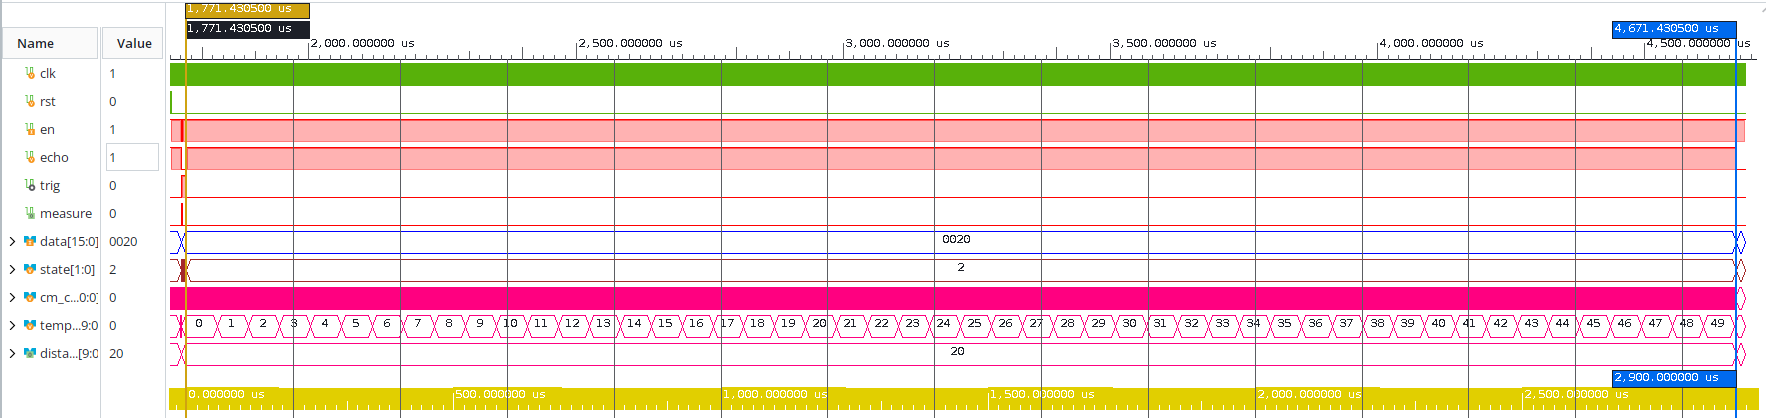 1,771.430500 us
1,771.430500 us 4,671.430500 us
Name Value 2,000.000000 us 2,500.000000 us 3,000.000000 us 3,500.000000 us 4,000.000000 us 4,500.000000 us
clk 1
rst 0
en 1
echo 1
trig 0
measure 0
data[15:0] 0020 0020
state[1:0] 2 2
cm_c...0:0] 0
temp...9:0 0 0 1 2 3 4 5 6 7 8 9 10 11 12 13 14 15 16 17 18 19 20 21 22 23 24 25 26 27 28 29 30 31 32 33 34 35 36 37 38 39 40 41 42 43 44 45 46 47 48 49
dista...[9:0 20 20
2,900.000000 us
0.000000 us 500.000000 us 1,000.000000 us 1,500.000000 us 2,000.000000 us 2,500.000000 us